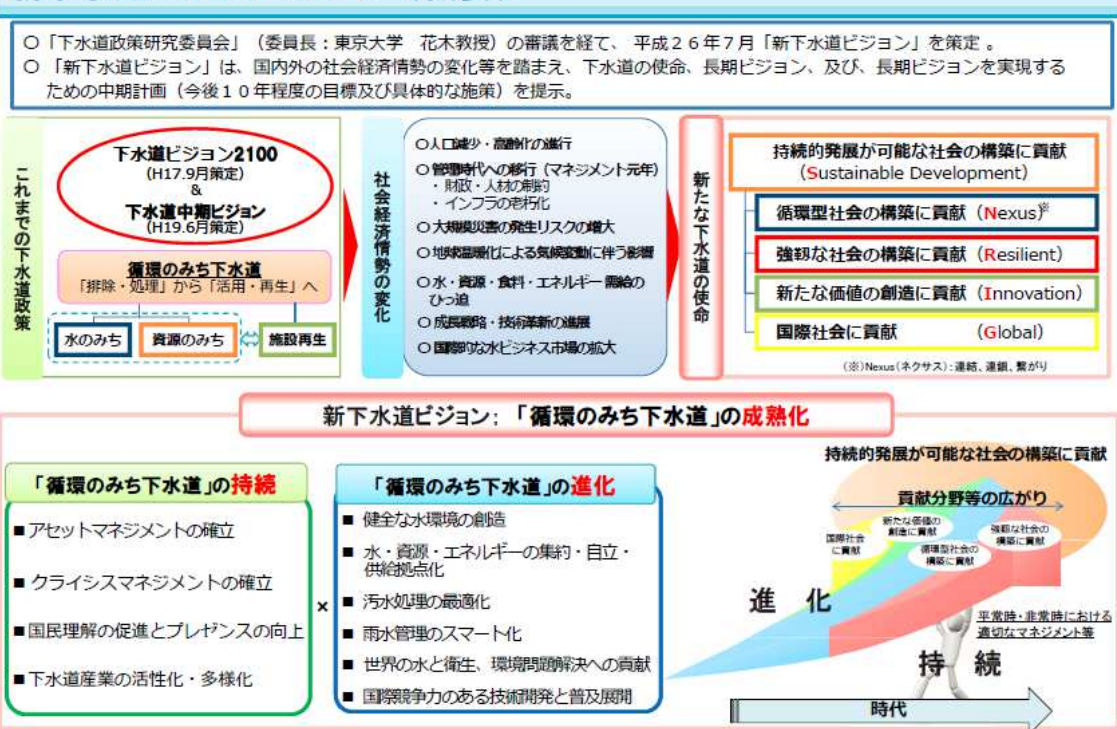 ○「下水道政策研究委員会」（委員長：東京大学　花木教授）の審議を経て、平成２６年７月「新下水道ビジョン」を策定 。
○ 「新下水道ビジョン」は、国内外の社会経済情勢の変化等を踏まえ、下水道の使命、長期ビジョン、及び、長期ビジョンを実現する
ための中期計画（今後１０年程度の目標及び具体的な施策）を提示。
これまでの下水道政策
下水道ビジョン2100
(H17.9月策定)
&
下水道中期ビジョン
(H19.6月策定)
循環のみち下水道
「排除・処理」から「活用・再生」へ
水のみち
資源のみち
施設再生
社会経済情勢の変化
○人口減少・高齢化の進行
○管理時代への移行（マネジメント元年）
・財政・人材の制約
・インフラの老朽化
○大規模災害の発生リスクの増大
○地球温暖化による気候変動に伴う影響
○水・資源・食料・エネルギー需給の
ひっ迫
○成長戦略・技術革新の進展
○国際的な水ビジネス市場の拡大
新たな下水道の使命
持続的発展が可能な社会の構築に貢献
（Sustainable Development）
循環型社会の構築に貢献（Nexus）※
強靱な社会の構築に貢献（Resilient）
新たな価値の創造に貢献（Innovation）
国際社会に貢献　（Global）
(※)Nexus(ネクサス)：連結、連鎖、繋がり
新下水道ビジョン：「循環のみち下水道」の成熟化
「循環のみち下水道」の持続
■アセットマネジメントの確立
■クライシスマネジメントの確立
■国民理解の促進とプレゼンスの向上
■下水道産業の活性化・多様化
×
「循環のみち下水道」の進化
■ 健全な水環境の創造
■ 水・資源・エネルギーの集約・自立・
供給拠点化
■ 汚水処理の最適化
■ 雨水管理のスマート化
■ 世界の水と衛生、環境問題解決への貢献
■ 国際競争力のある技術開発と普及展開
持続的発展が可能な社会の構築に貢献
貢献分野等の広がり
国際社会
に貢献
新たな価値の
創造に貢献
循環型社会の
構築に貢献
強靱な社会の
構築に貢献
進　化
平常時・非常時における
適切なマネジメント等
持　続
時代